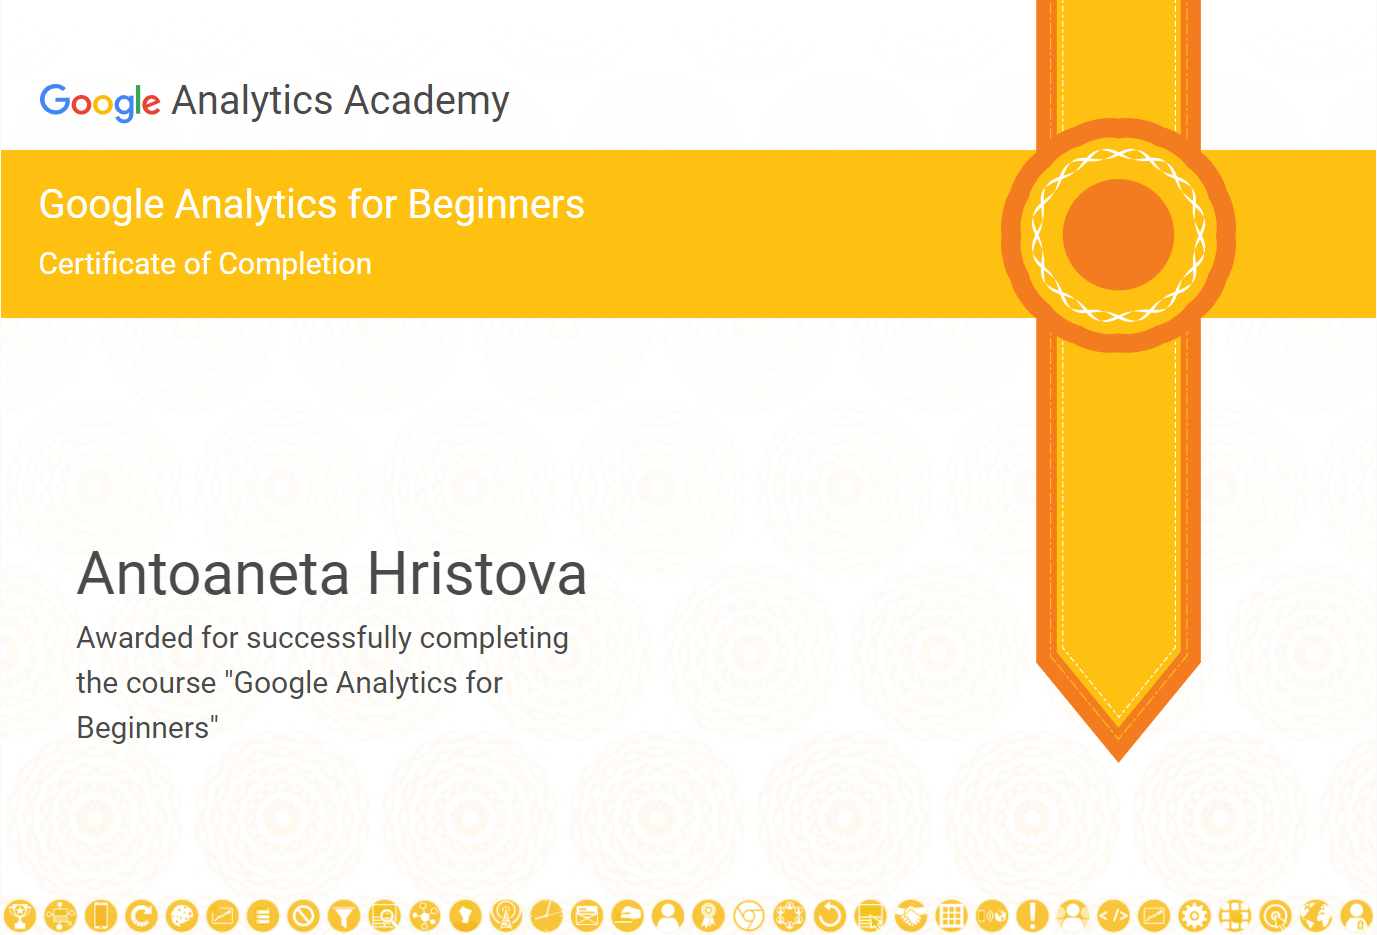 Google Analytics Academy
Google Analytics for Beginners
Certificate of Completion
Antoaneta Hristova
Awarded for successfully completing
the course "Google Analytics for
Beginners"